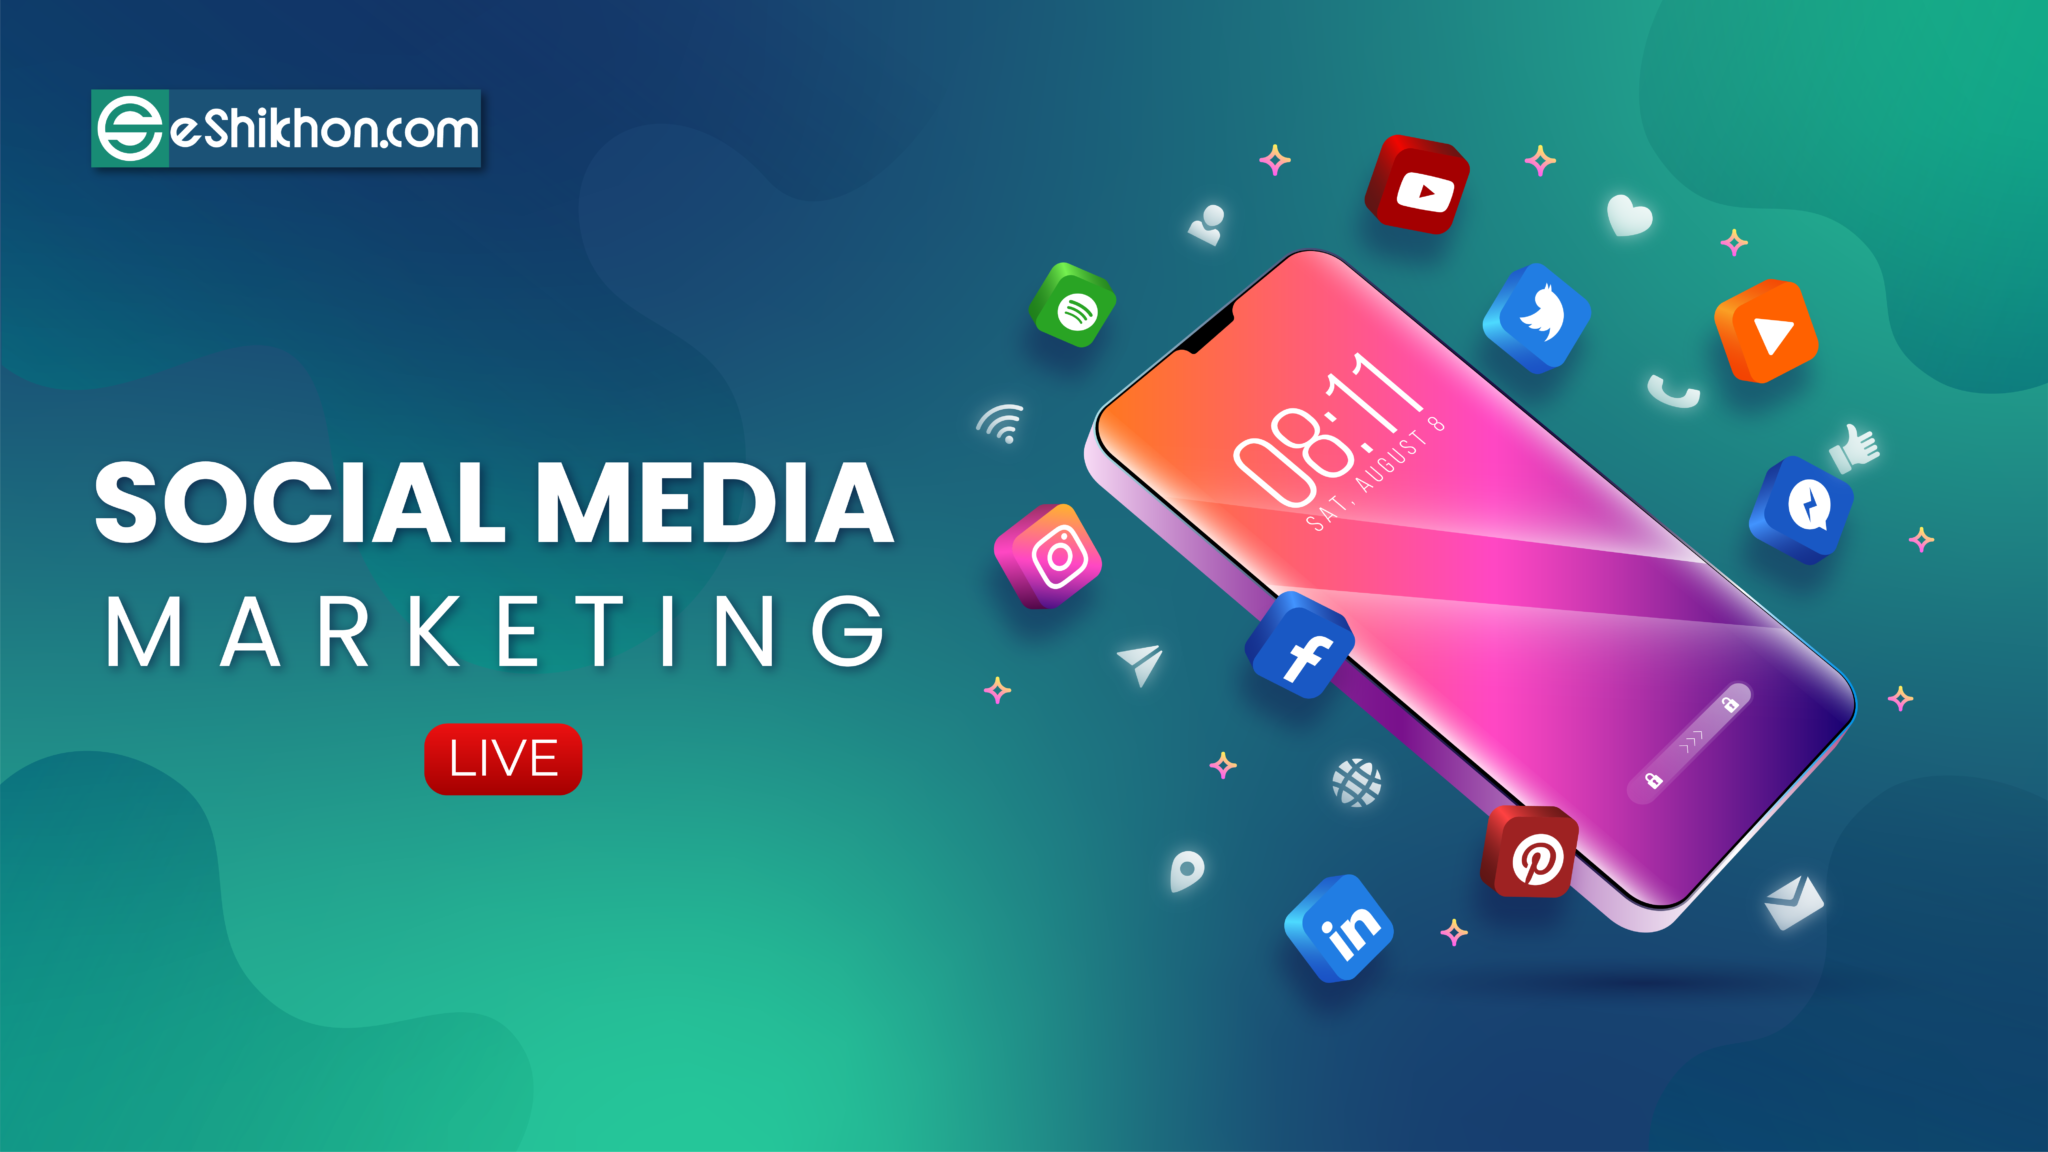 eShikhon.com
SOCIAL MEDIA
MARKETING
LIVE
08:11
SAT, AUGUST 8